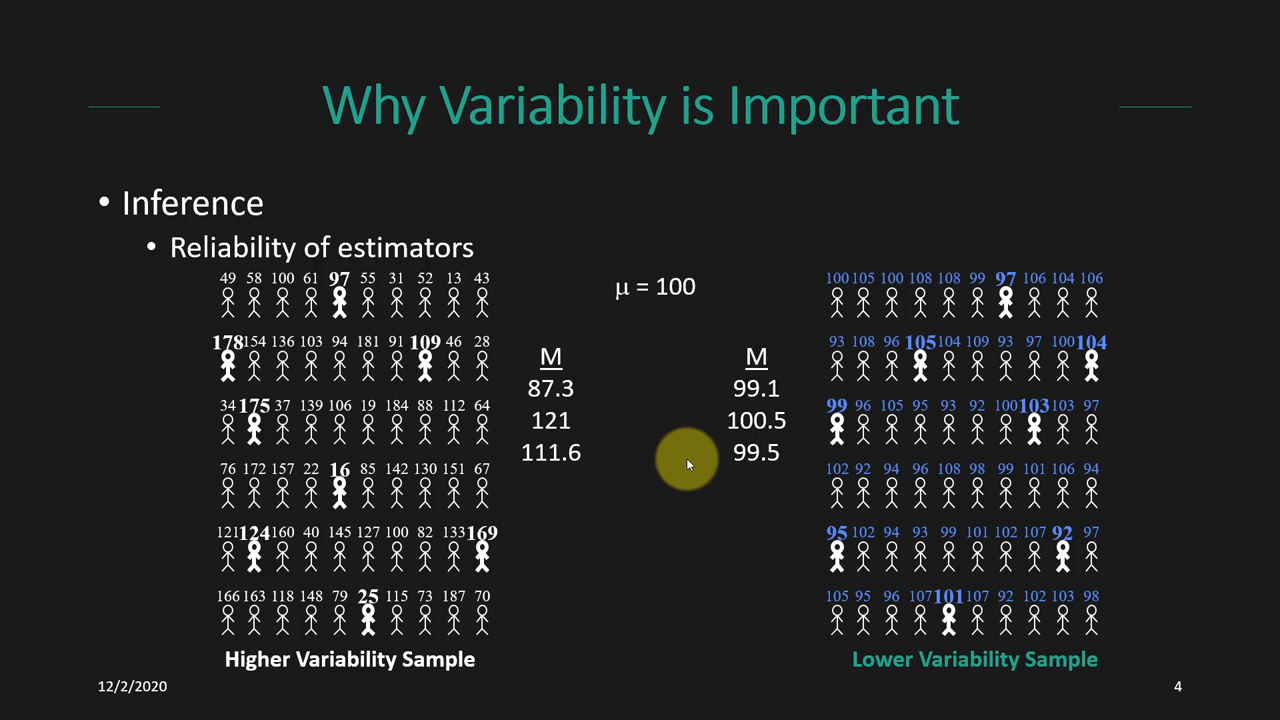 Why Variability is Important
• Inference
• Reliability of estimators
49 58 100 61 97 55 31 52 13 43
178 154 136 103 94 181 91 109 46 28
34 175 37 139 106 19 184 88 112 64
76 172 157 22 16 85 142 130 151 67
121 124 160 40 145 127 100 82 133 169
166 163 118 148 79 25 115 73 187 70
Higher Variability Sample
μ = 100
M
87.3
121
111.6
M
99.1
100.5
99.5
100 105 100 108 108 99 97 106 104 106
93 108 96 105 104 109 93 97 100 104
99 96 105 95 93 92 100 103 103 97
102 92 94 96 108 98 99 101 106 94
95 102 94 93 99 101 102 107 92 97
105 95 96 107 101 107 92 102 103 98
Lower Variability Sample
12/2/2020
4